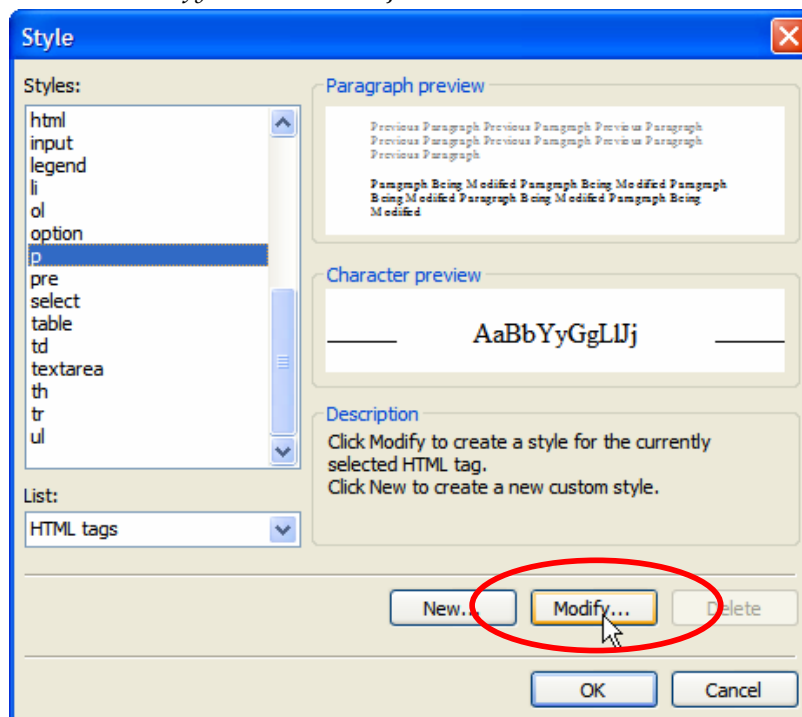 Style
Styles:
html
input
legend
li
ol
option
p
pre
select
table
td
textarea
th
tr
ul
List:
HTML tags
Paragraph preview
Previous Paragraph Previous Paragraph Previous Paragraph
Previous Paragraph Previous Paragraph Previous Paragraph
Previous Paragraph
Paragraph Being Modified Paragraph Being Modified Paragraph
Being Modified Paragraph Being Modified Paragraph Being
Modified
Character preview
AaBbYyGgLlJj
Description
Click Modify to create a style for the currently
selected HTML tag.
Click New to create a new custom style.
New... Modify... Delete
OK Cancel